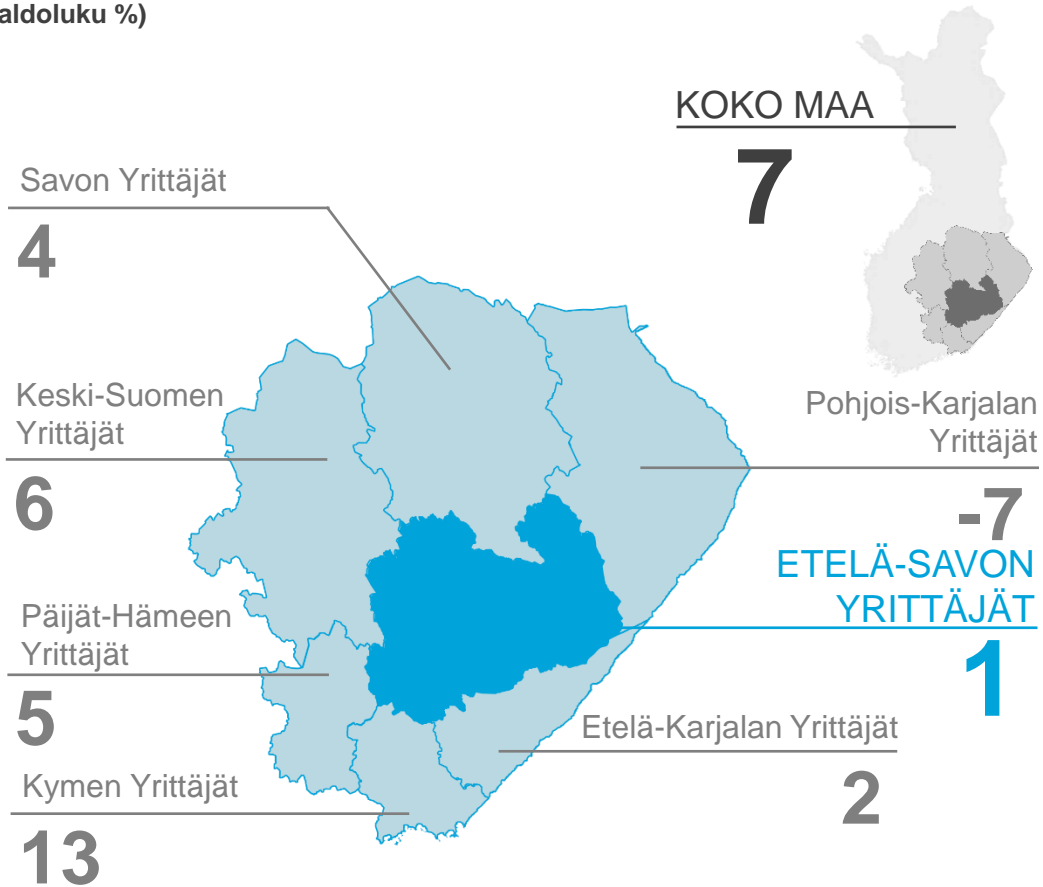 aldoluku %)
KOKO MAA
7
Savon Yrittäjät
4
Keski-Suomen
Yrittäjät
6
Pohjois-Karjalan
Yrittäjät
-7
ETELÄ-SAVON
YRITTÄJÄT
1
Päijät-Hämeen
Yrittäjät
5
Etelä-Karjalan Yrittäjät
2
Kymen Yrittäjät
13